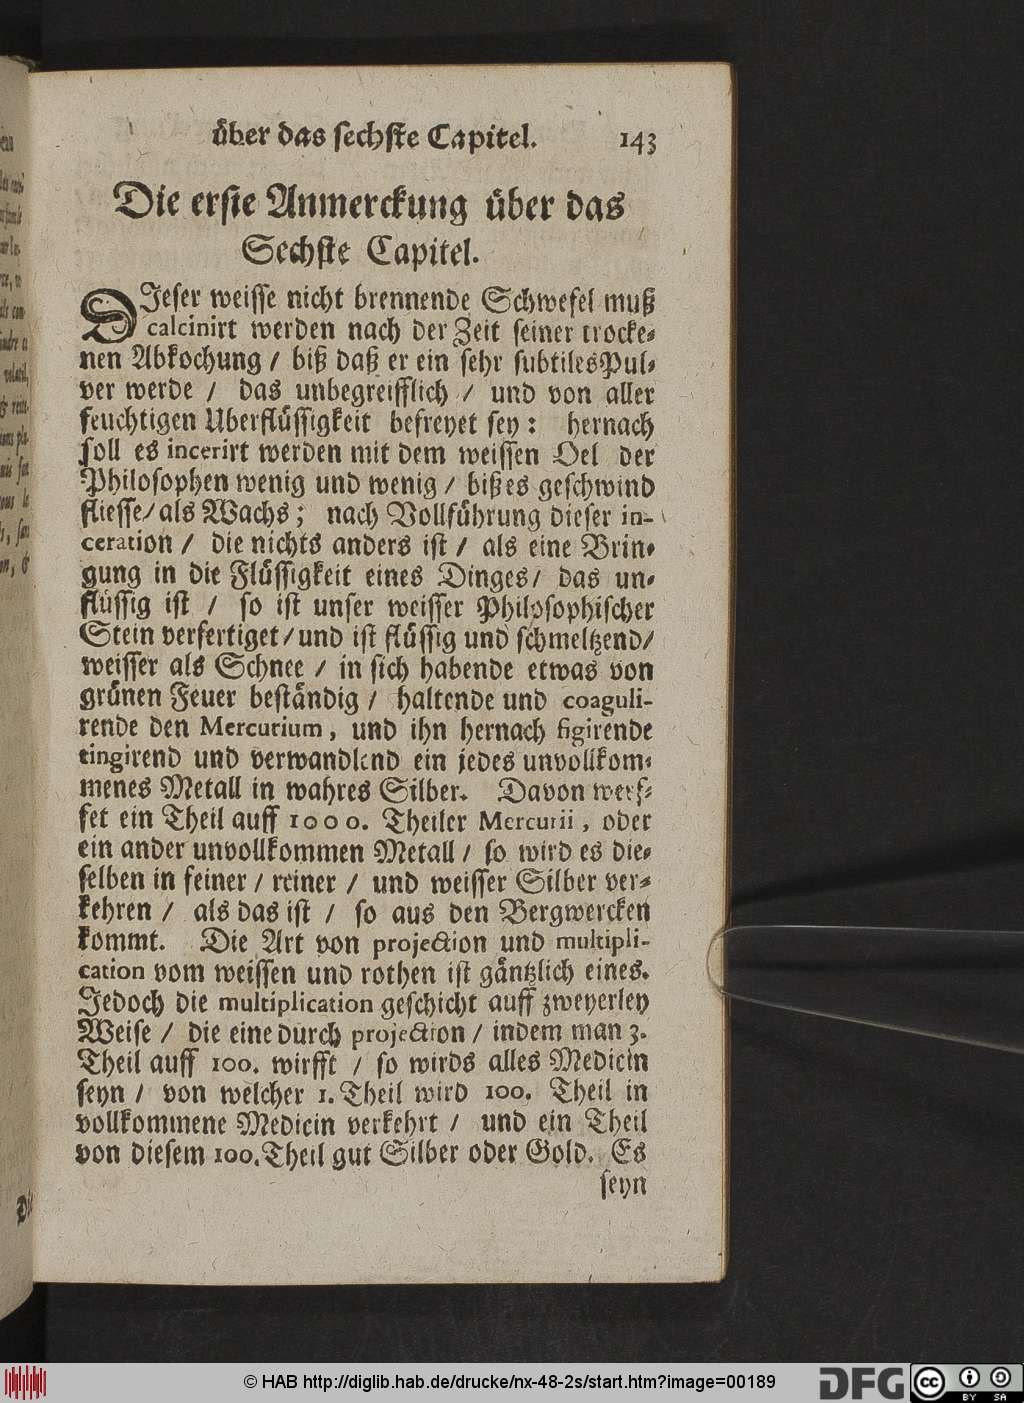 über das sechste Capitel. 143
Die erste Anmerckung über das
Sechste Capitel.
DJeser weisse nicht brennende Schwefel muß
calcinirt werden nach der Zeit seiner trocke-
nen Abkochung / biß daß er ein sehr subtiles Pul-
ver werde / das unbegreifflich / und von aller
feuchtigen Uberflüssigkeit befreyet sey: hernach
soll es incerirt werden mit dem weissen Oel der
Philosophen wenig und wenig / biß es geschwind
fliesse / als Wachs; nach Vollführung dieser in-
ceration / die nichts anders ist / als eine Brin-
gung in die Flüssigkeit eines Dinges / das un-
flüssig ist / so ist unser weisser Philosophischer
Stein verfertiget / und ist flüssig und schmeltzend /
weisser als Schnee / in sich habende etwas von
grünen Feuer beständig / haltende und coaguli-
rende den Mercurium, und ihn hernach figirende
tingirend und verwandlend ein jedes unvollkom-
menes Metall in wahres Silber. Davon werf-
fet ein Theil auff 1000. Theiler Mercurii, oder
ein ander unvollkommen Metall / so wird es die-
selben in feiner / reiner / und weisser Silber ver-
kehren / als das ist / so aus den Bergwercken
kommt. Die Art von projection und multipli-
cation vom weissen und rothen ist gäntzlich eines.
Jedoch die multiplication geschicht auff zweyerley
Weise / die eine durch projection / indem man 3.
Theil auff 100. wirfft / so wirds alles Medicin
seyn / von welcher 1. Theil wird 100. Theil in
vollkommene Medicin verkehrt / und ein Theil
von diesem 100. Theil gut Silber oder Gold. Es
seyn
© HAB http://diglib.hab.de/drucke/nx-48-2s/start.htm?image=00189
DFG
cc BY SA